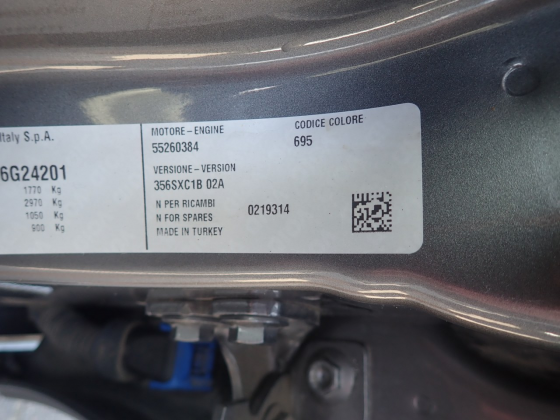 Italy S.p.A.
6G24201
1770 Kg
2970 Kg
1050 Kg
900 Kg
MOTORE - ENGINE
55260384
CODICE COLORE
695
VERSIONE - VERSION
356SXC1B 02A
N PER RICAMBI
N FOR SPARES
0219314
MADE IN TURKEY